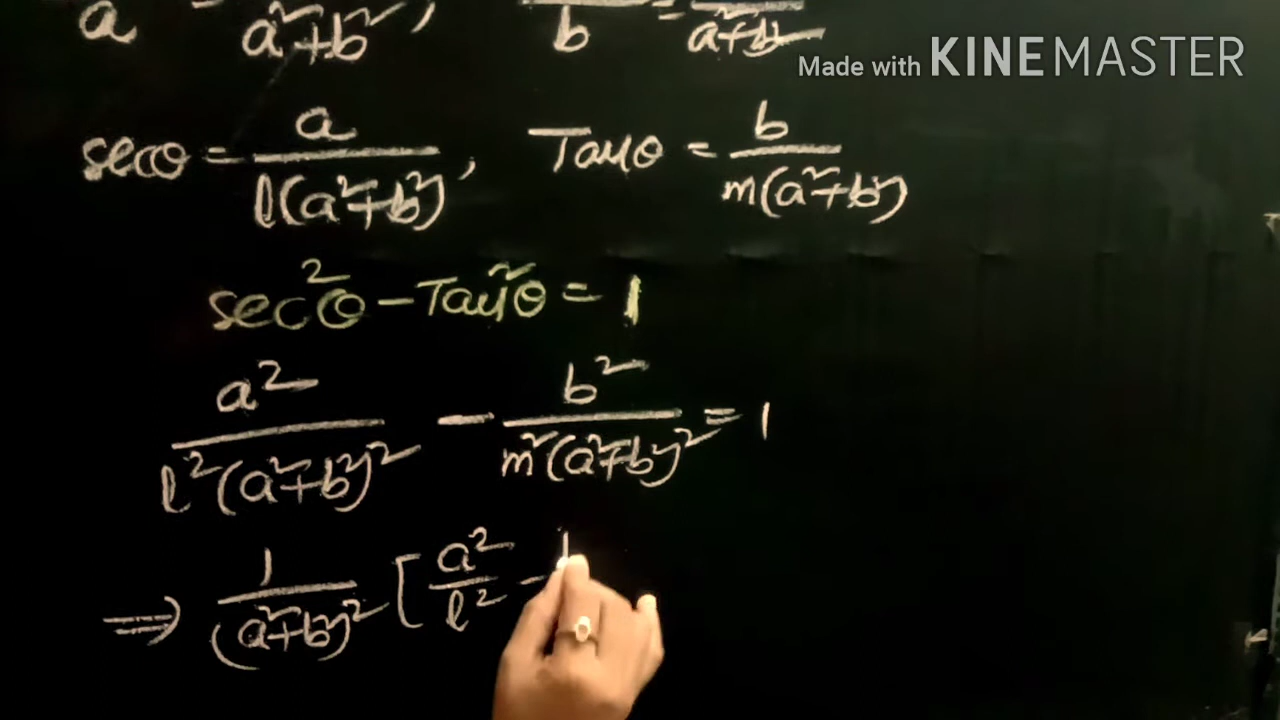 a = / a²+b² , / b = / a²+b²
Made with KINEMASTER
secθ = a / l(a²+b²) , Tanθ = b / m(a²+b²)
sec²θ - Tan²θ = 1
a² / l²(a²+b²)² - b² / m²(a²+b²)² = 1
⇒ 1 / (a²+b²)² [ a² / l² -